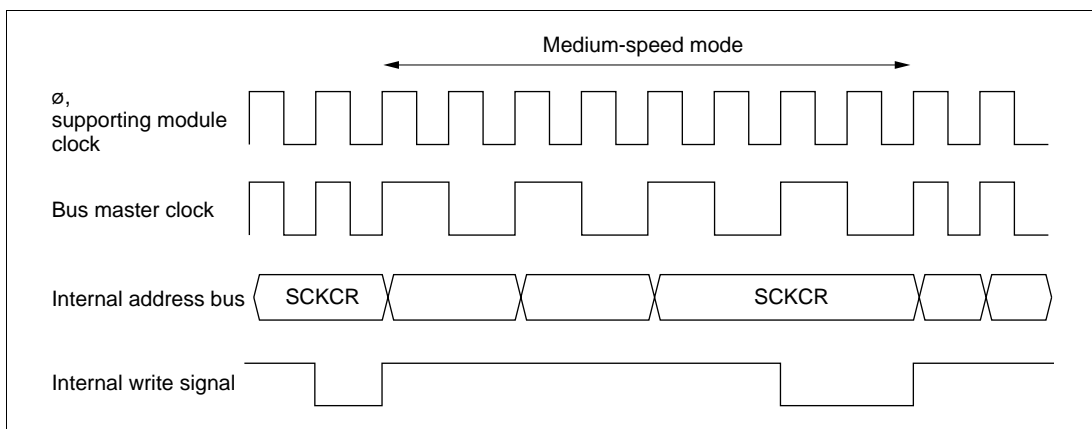 Medium-speed mode
ø,
supporting module
clock
Bus master clock
Internal address bus
SCKCR
SCKCR
Internal write signal